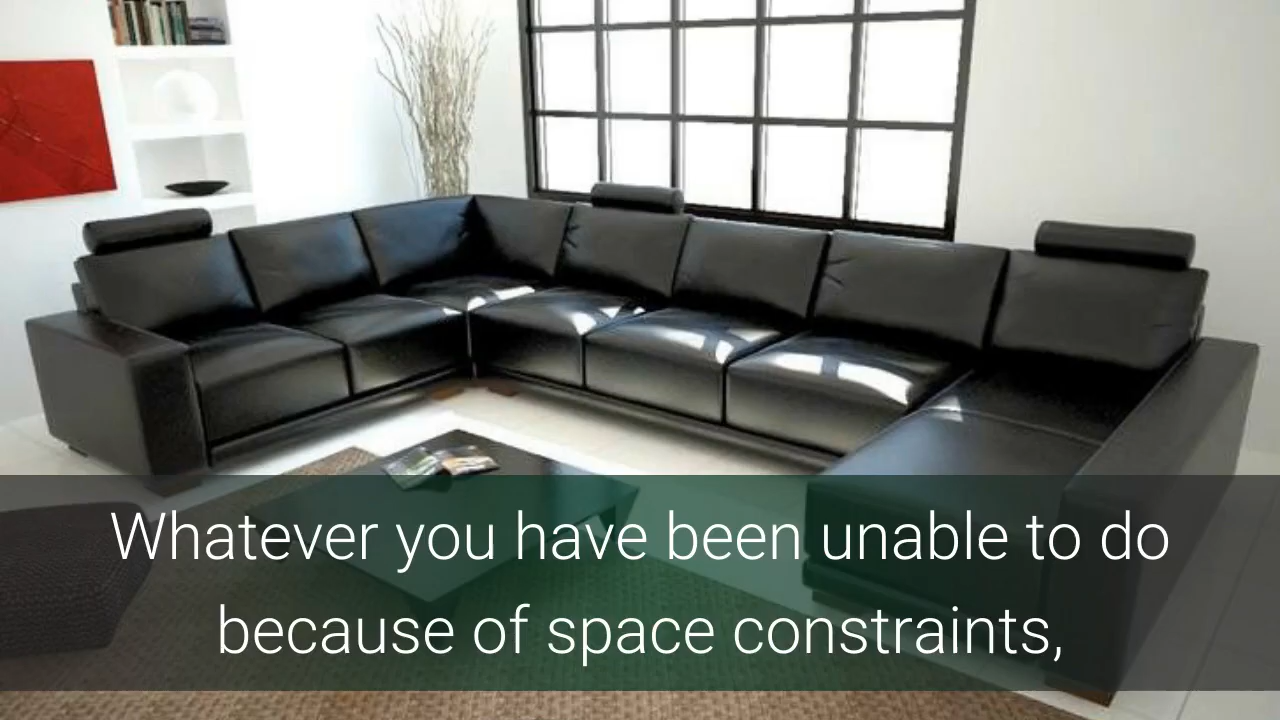 Whatever you have been unable to do
because of space constraints,